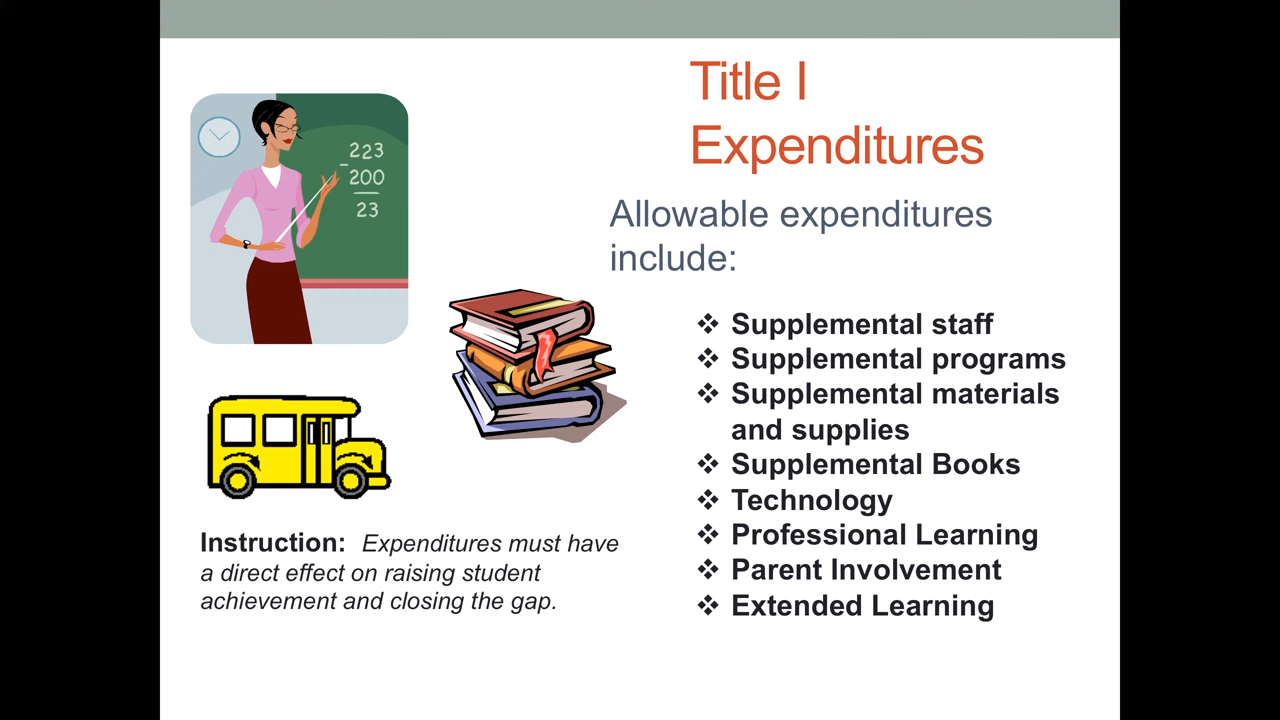 Title I
Expenditures
Allowable expenditures
include:
223
- 200
23
❖ Supplemental staff
❖ Supplemental programs
❖ Supplemental materials
and supplies
❖ Supplemental Books
❖ Technology
❖ Professional Learning
❖ Parent Involvement
❖ Extended Learning
Instruction: Expenditures must have
a direct effect on raising student
achievement and closing the gap.